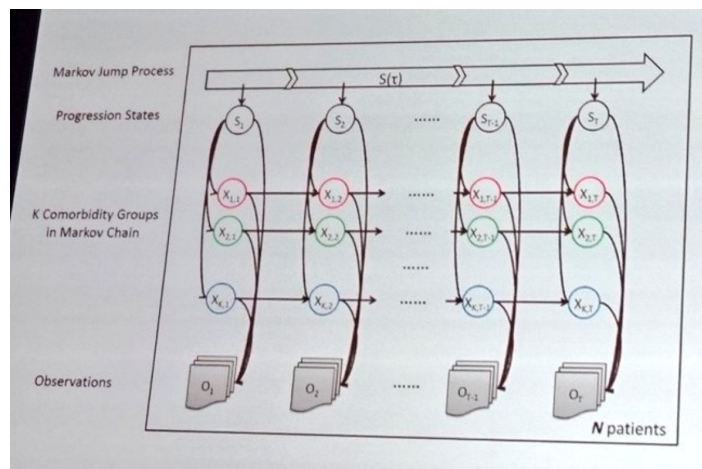 Markov Jump Process
S(τ)
Progression States
S1 S2 ...... ST-1 ST
X1,1 X1,2 ...... X1,T-1 X1,T
K Comorbidity Groups
in Markov Chain
X2,1 X2,2 ...... X2,T-1 X2,T
......
XK,1 XK,2 ...... XK,T-1 XK,T
Observations
O1 O2 ...... OT-1 OT
N patients